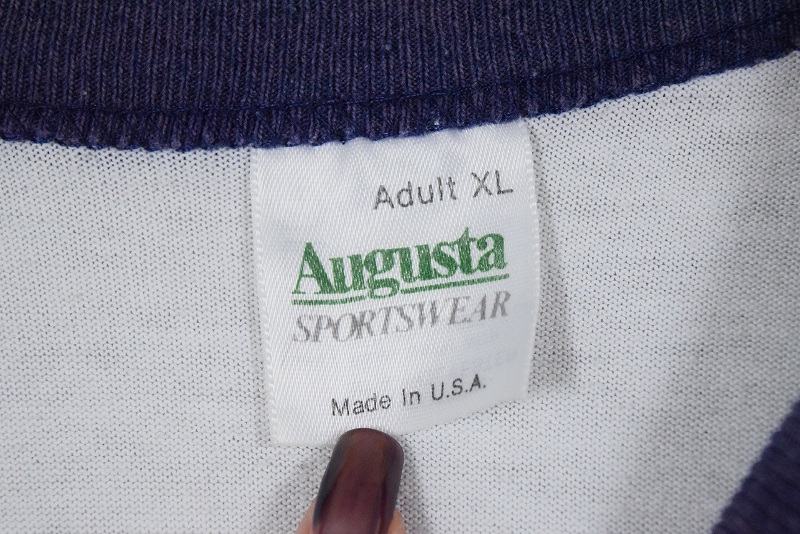 Adult XL
Augusta
SPORTSWEAR
Made In U.S.A.